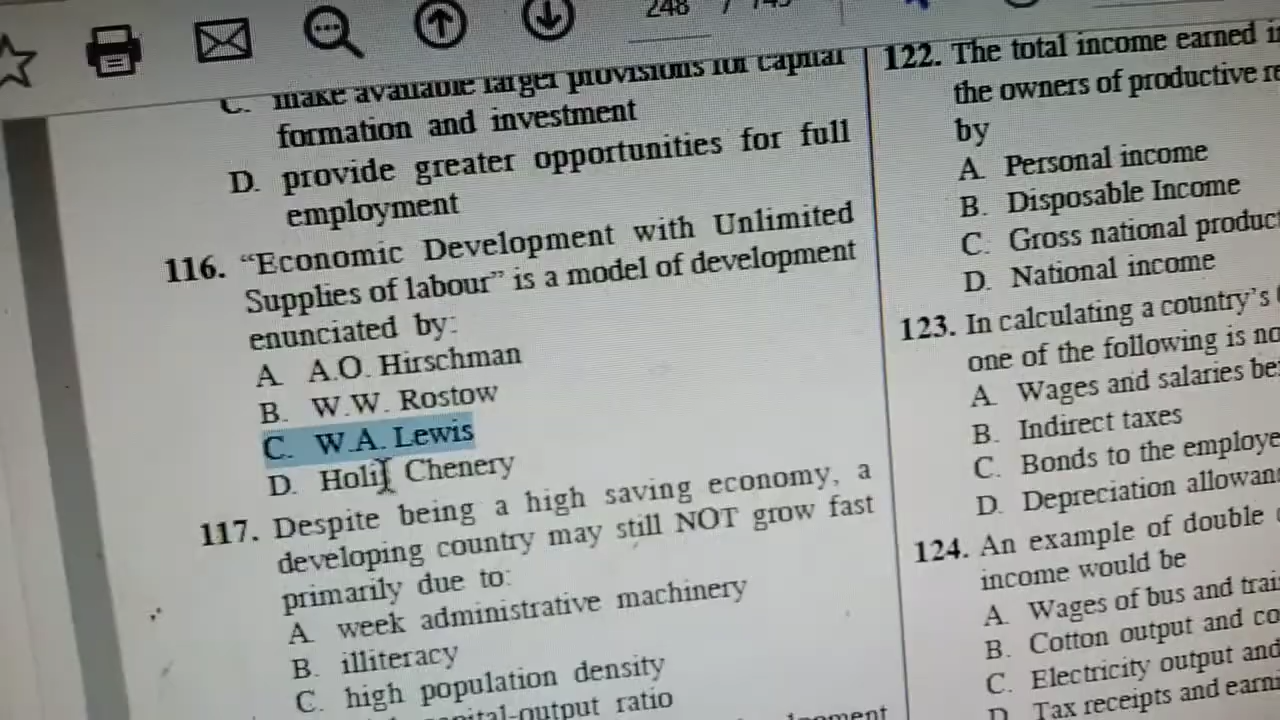 248 / 745
C. make available larger provisions for capital
formation and investment
D. provide greater opportunities for full
employment
116. "Economic Development with Unlimited
Supplies of labour" is a model of development
enunciated by:
A A.O. Hirschman
B. W.W. Rostow
C. W.A. Lewis
D. Holi Chenery
117. Despite being a high saving economy, a
developing country may still NOT grow fast
primarily due to:
A week administrative machinery
B. illiteracy
C. high population density
-output ratio
122. The total income earned
the owners of productive
by
A Personal income
B. Disposable Income
C. Gross national product
D. National income
123. In calculating a country's
one of the following is
A Wages and salaries
B. Indirect taxes
C. Bonds to the
D. Depreciation
124. An example of double
income would be
A Wages of bus and
B. Cotton output and
C. Electricity output and
D Tax receipts and